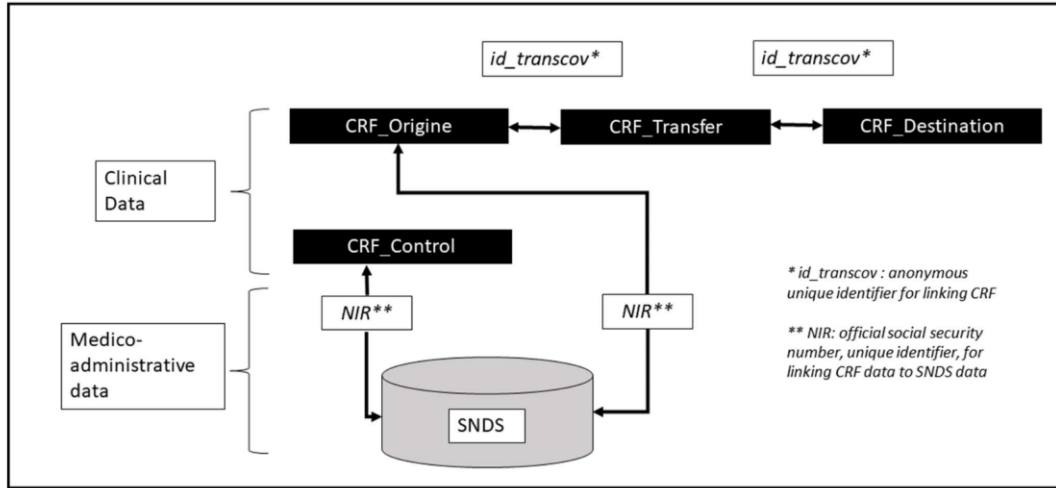 id_transcov*
id_transcov*
CRF_Origine
CRF_Transfer
CRF_Destination
Clinical
Data
CRF_Control
* id_transcov : anonymous
unique identifier for linking CRF
NIR**
NIR**
** NIR: official social security
number, unique identifier, for
linking CRF data to SNDS data
Medico-
administrative
data
SNDS